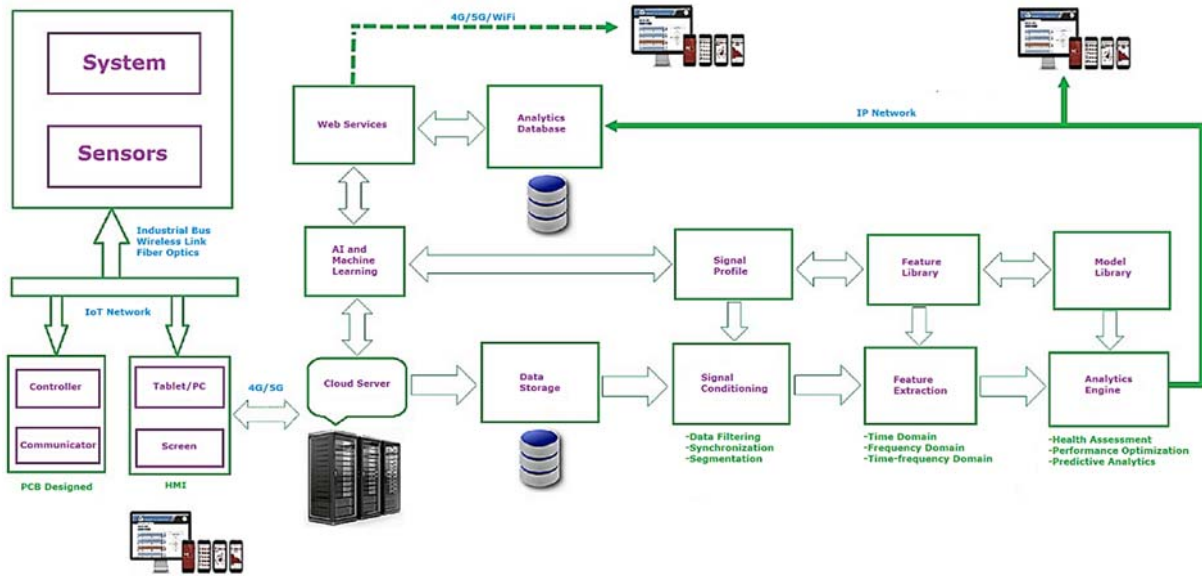 System
Sensors
Industrial Bus
Wireless Link
Fiber Optics
IoT Network
Controller
Communicator
PCB Designed
Tablet/PC
Screen
HMI
4G/5G
4G/5G/WiFi
Web Services
Analytics
Database
IP Network
AI and
Machine
Learning
Signal
Profile
Feature
Library
Model
Library
Cloud Server
Data
Storage
Signal
Conditioning
Feature
Extraction
Analytics
Engine
-Data Filtering
-Synchronization
-Segmentation
-Time Domain
-Frequency Domain
-Time-frequency Domain
-Health Assessment
-Performance Optimization
-Predictive Analytics